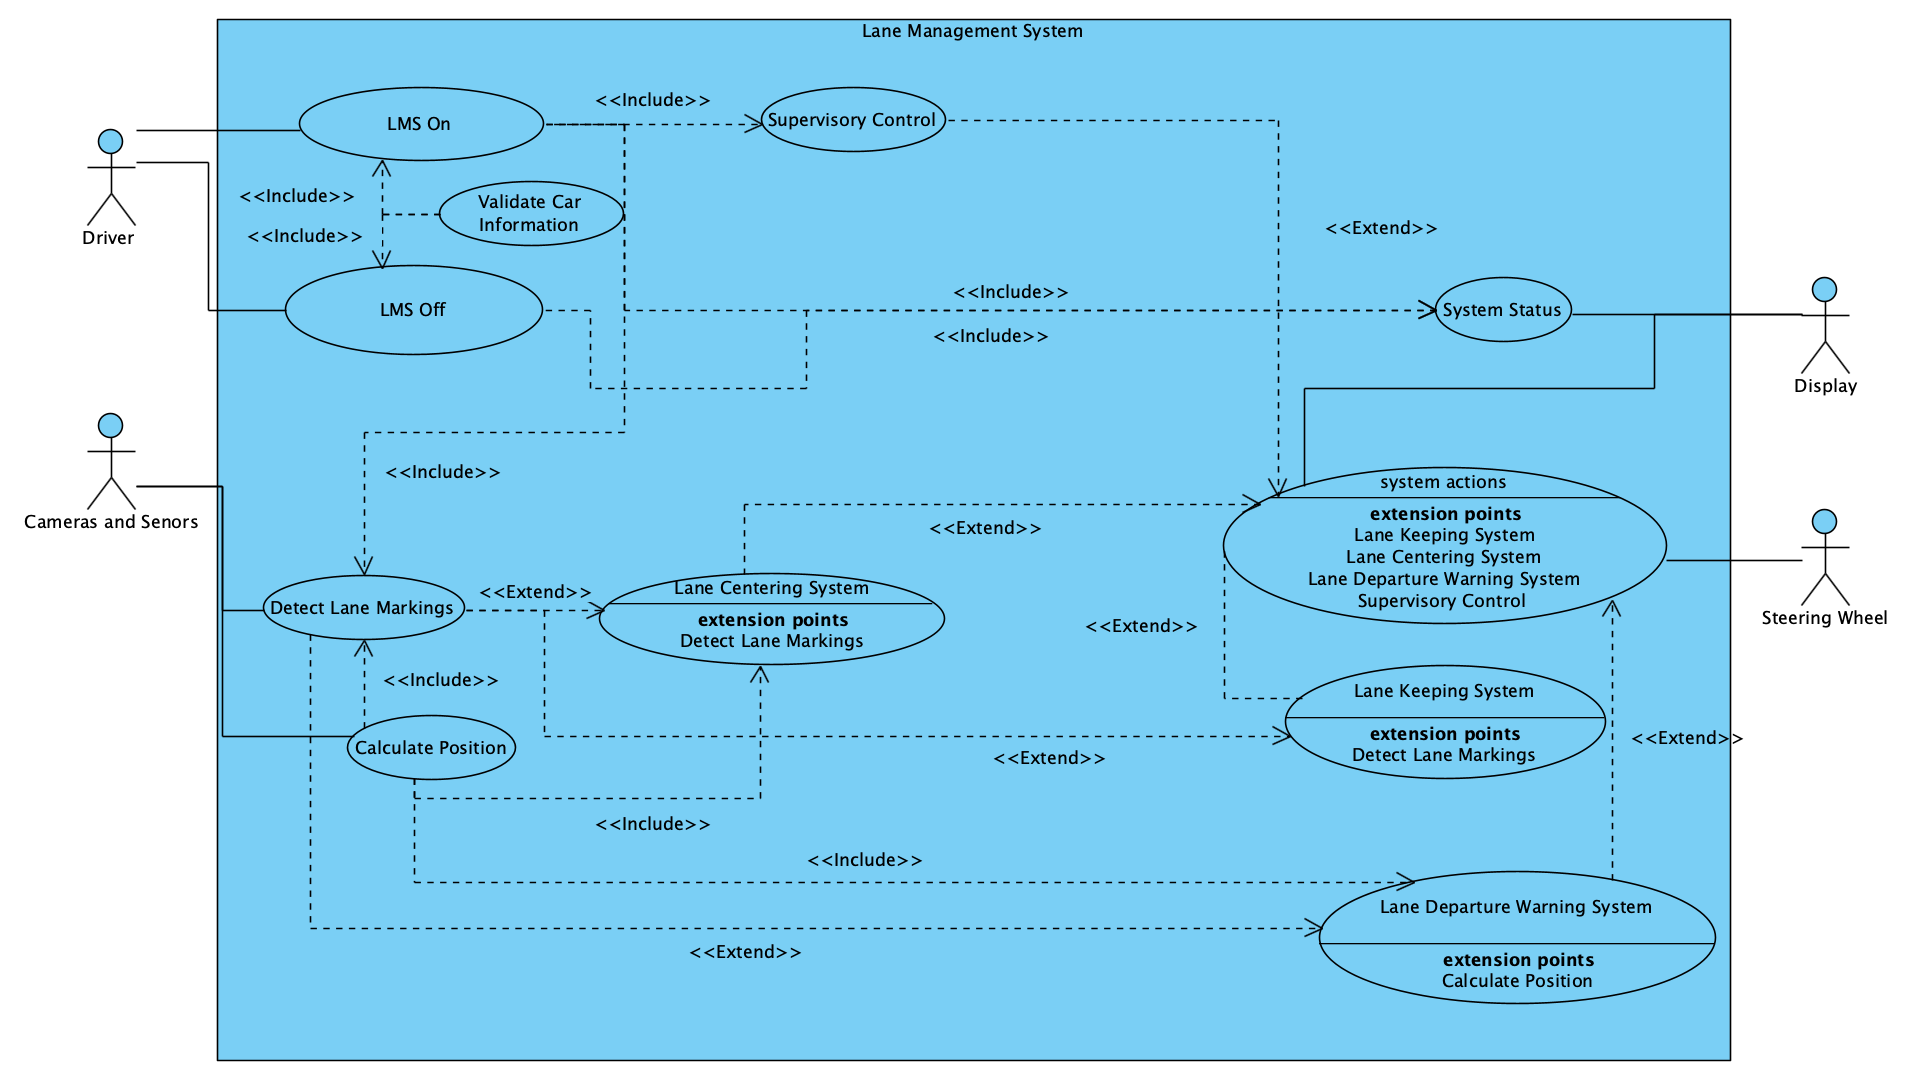 Lane Management System
<<Include>>
LMS On
Supervisory Control
Driver
<<Include>>
Validate Car
Information
<<Include>>
<<Extend>>
LMS Off
<<Include>>
System Status
<<Include>>
Display
<<Include>>
Cameras and Senors
system actions
extension points
Lane Keeping System
Lane Centering System
Lane Departure Warning System
Supervisory Control
<<Extend>>
Steering Wheel
Detect Lane Markings
<<Extend>>
Lane Centering System
extension points
Detect Lane Markings
<<Extend>>
<<Include>>
Lane Keeping System
extension points
Detect Lane Markings
<<Extend>>
Calculate Position
<<Extend>>
<<Include>>
<<Include>>
Lane Departure Warning System
extension points
Calculate Position
<<Extend>>